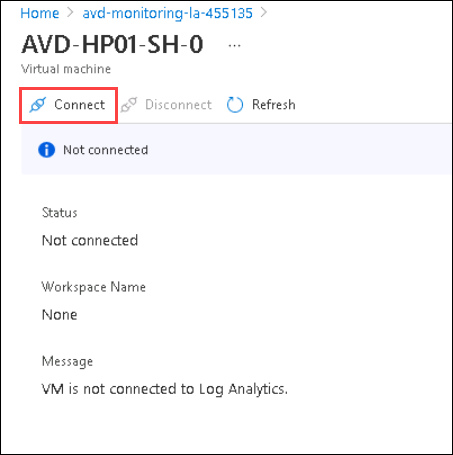 Home > avd-monitoring-la-455135 >
AVD-HP01-SH-0 ...
Virtual machine
Connect Disconnect Refresh
Not connected
Status
Not connected
Workspace Name
None
Message
VM is not connected to Log Analytics.